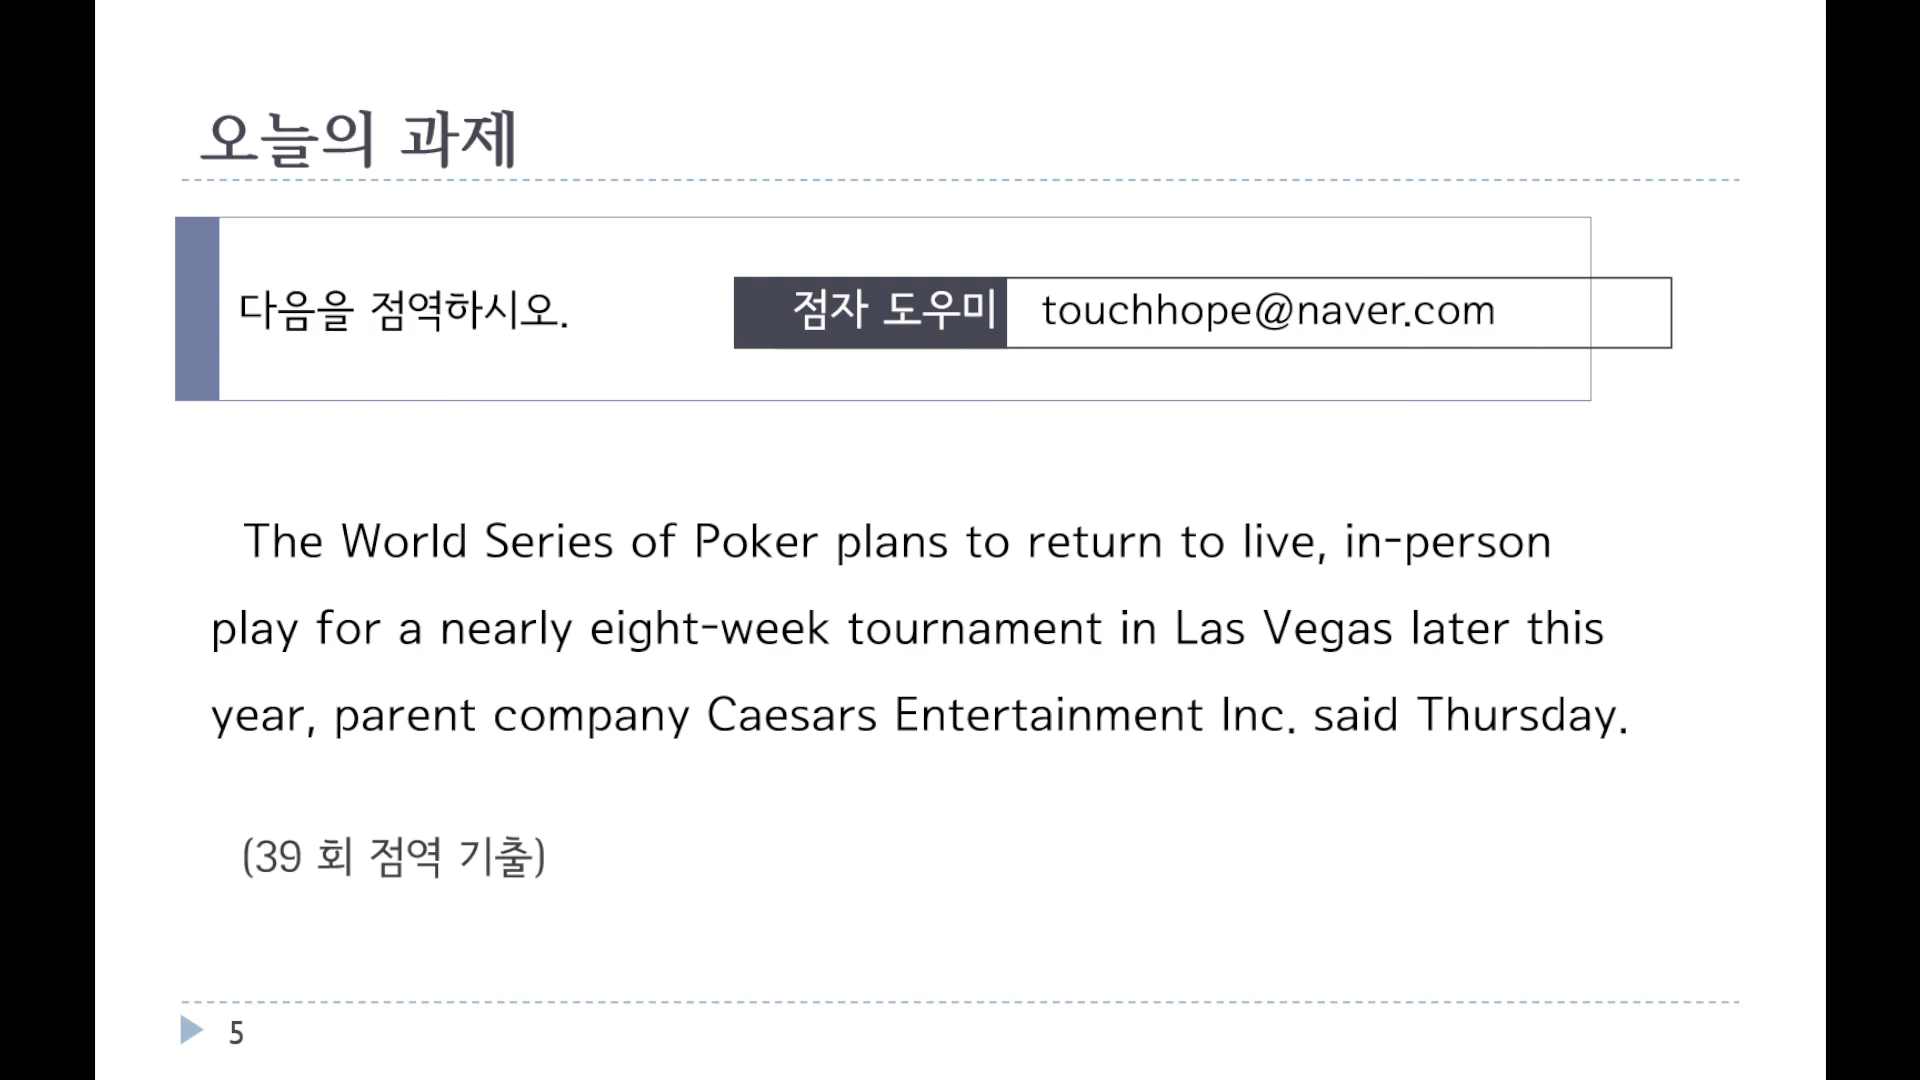 오늘의 과제
다음을 점역하시오.
점자 도우미 touchhope@naver.com
The World Series of Poker plans to return to live, in-person
play for a nearly eight-week tournament in Las Vegas later this
year, parent company Caesars Entertainment Inc. said Thursday.
(39 회 점역 기출)
5